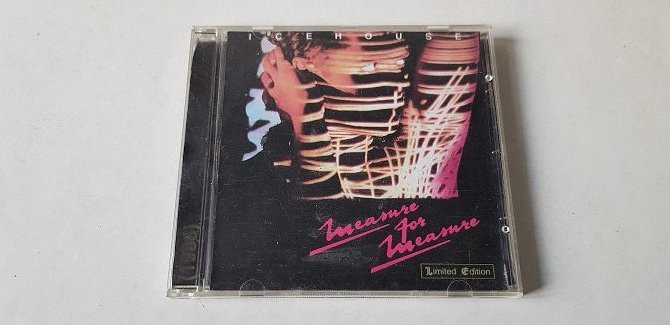 ICEHOUSE
Measure
for
Measure
Limited Edition